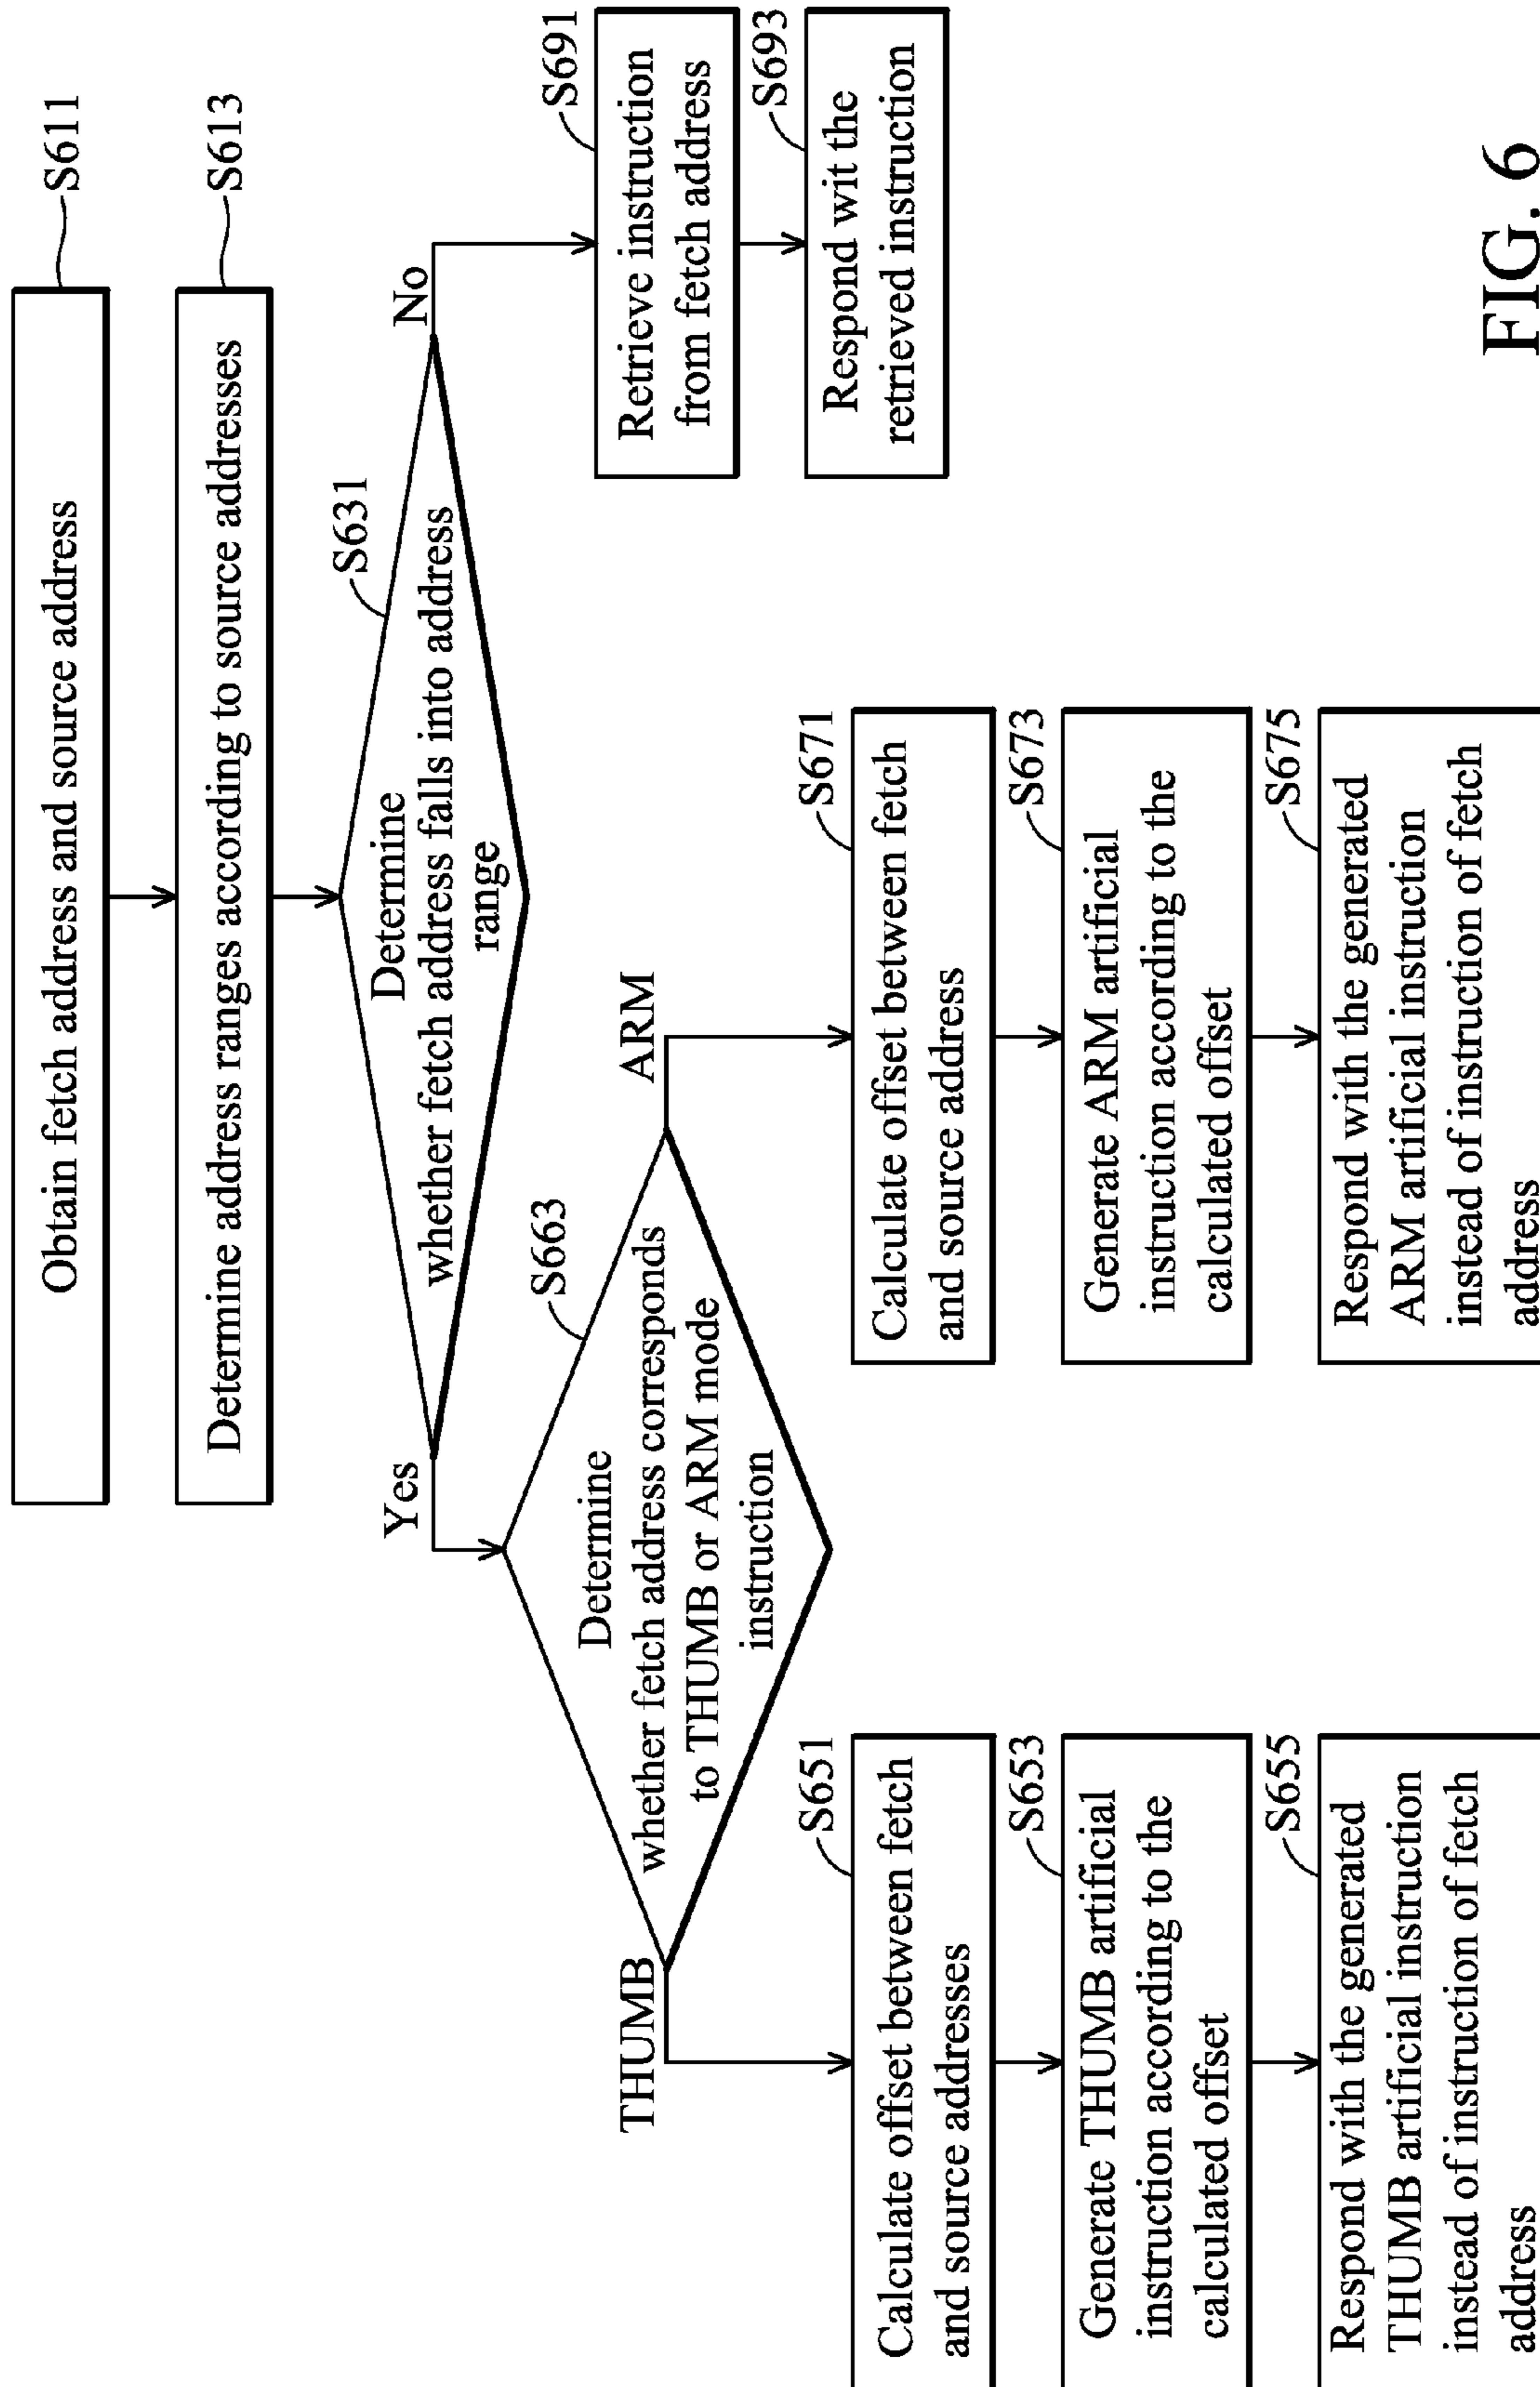 Obtain fetch address and source address
S611
Determine address ranges according to source addresses
S613
Determine
whether fetch address falls into address
range
S631
Yes
No
Determine
whether fetch address corresponds
to THUMB or ARM mode
instruction
S663
THUMB
ARM
Calculate offset between fetch
and source addresses
S651
Generate THUMB artificial
instruction according to the
calculated offset
S653
Respond with the generated
THUMB artificial instruction
instead of instruction of fetch
address
S655
Calculate offset between fetch
and source address
S671
Generate ARM artificial
instruction according to the
calculated offset
S673
Respond with the generated
ARM artificial instruction
instead of instruction of fetch
address
S675
Retrieve instruction
from fetch address
S691
Respond wit the
retrieved instruction
S693
FIG. 6